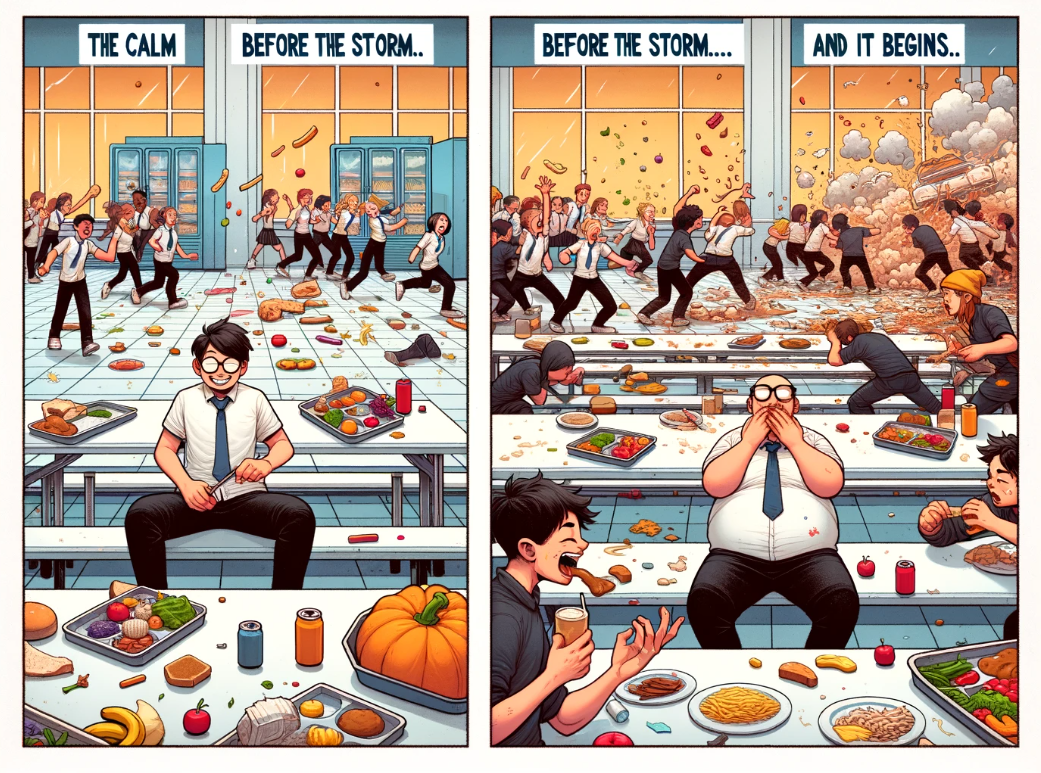 THE CALM
BEFORE THE STORM..
BEFORE THE STORM....
AND IT BEGINS..